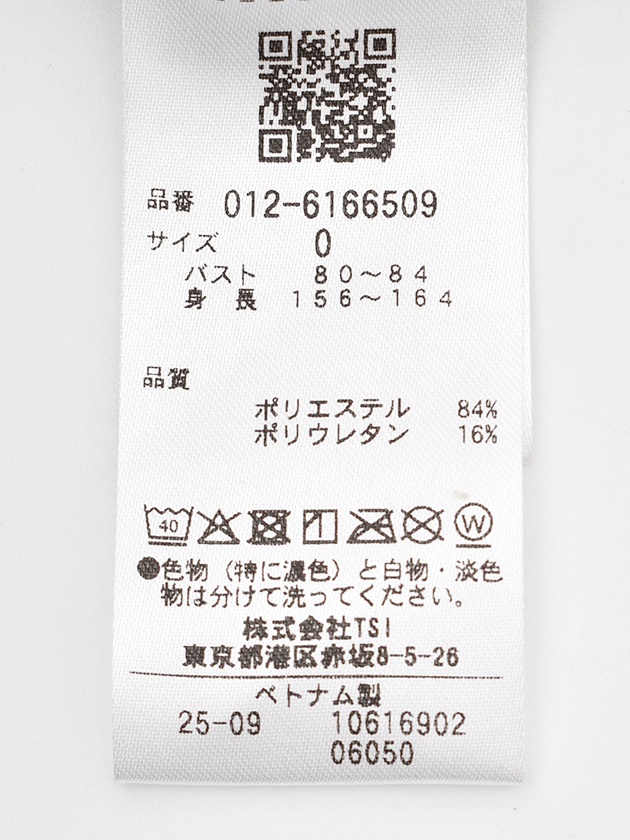 品番 012-6166509
サイズ 0
バスト 80～84
身長 156～164
品質
ポリエステル 84%
ポリウレタン 16%
40 W
●色物（特に濃色）と白物・淡色
物は分けて洗ってください。
株式会社TSI
東京都港区赤坂8-5-26
ベトナム製
25-09 10616902
06050